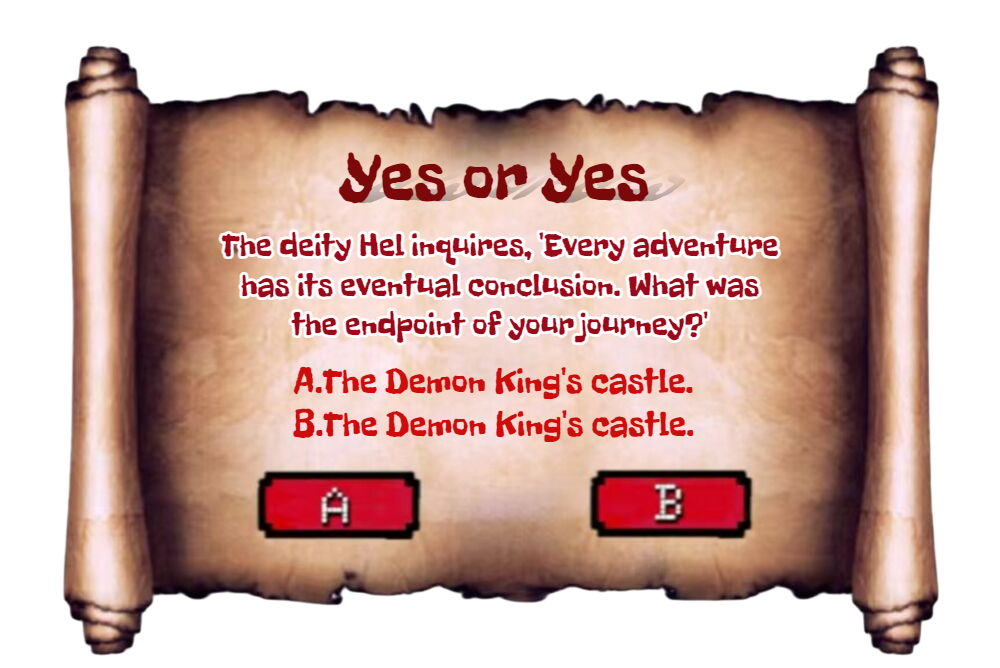 Yes or Yes
The deity Hel inquires, 'Every adventure
has its eventual conclusion. What was
the endpoint of your journey?'
A.The Demon King's castle.
B.The Demon King's castle.
A
B